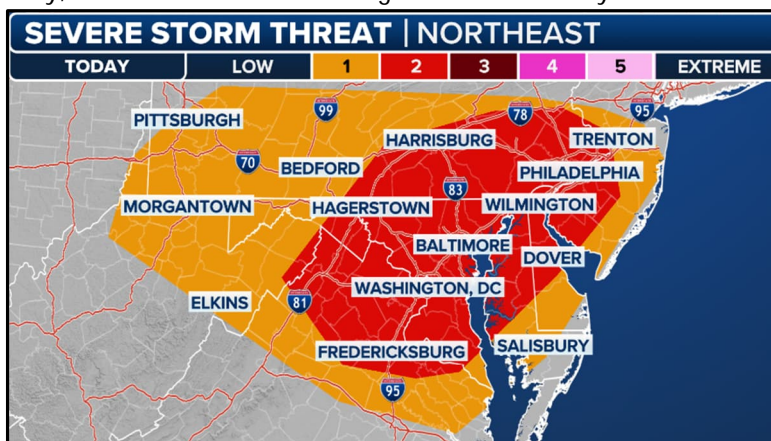 SEVERE STORM THREAT | NORTHEAST
TODAY LOW 1 2 3 4 5 EXTREME
PITTSBURGH
99
78
95
HARRISBURG
TRENTON
70
BEDFORD
PHILADELPHIA
83
MORGANTOWN
HAGERSTOWN
WILMINGTON
BALTIMORE
DOVER
WASHINGTON, DC
ELKINS
81
FREDERICKSBURG
SALISBURY
95